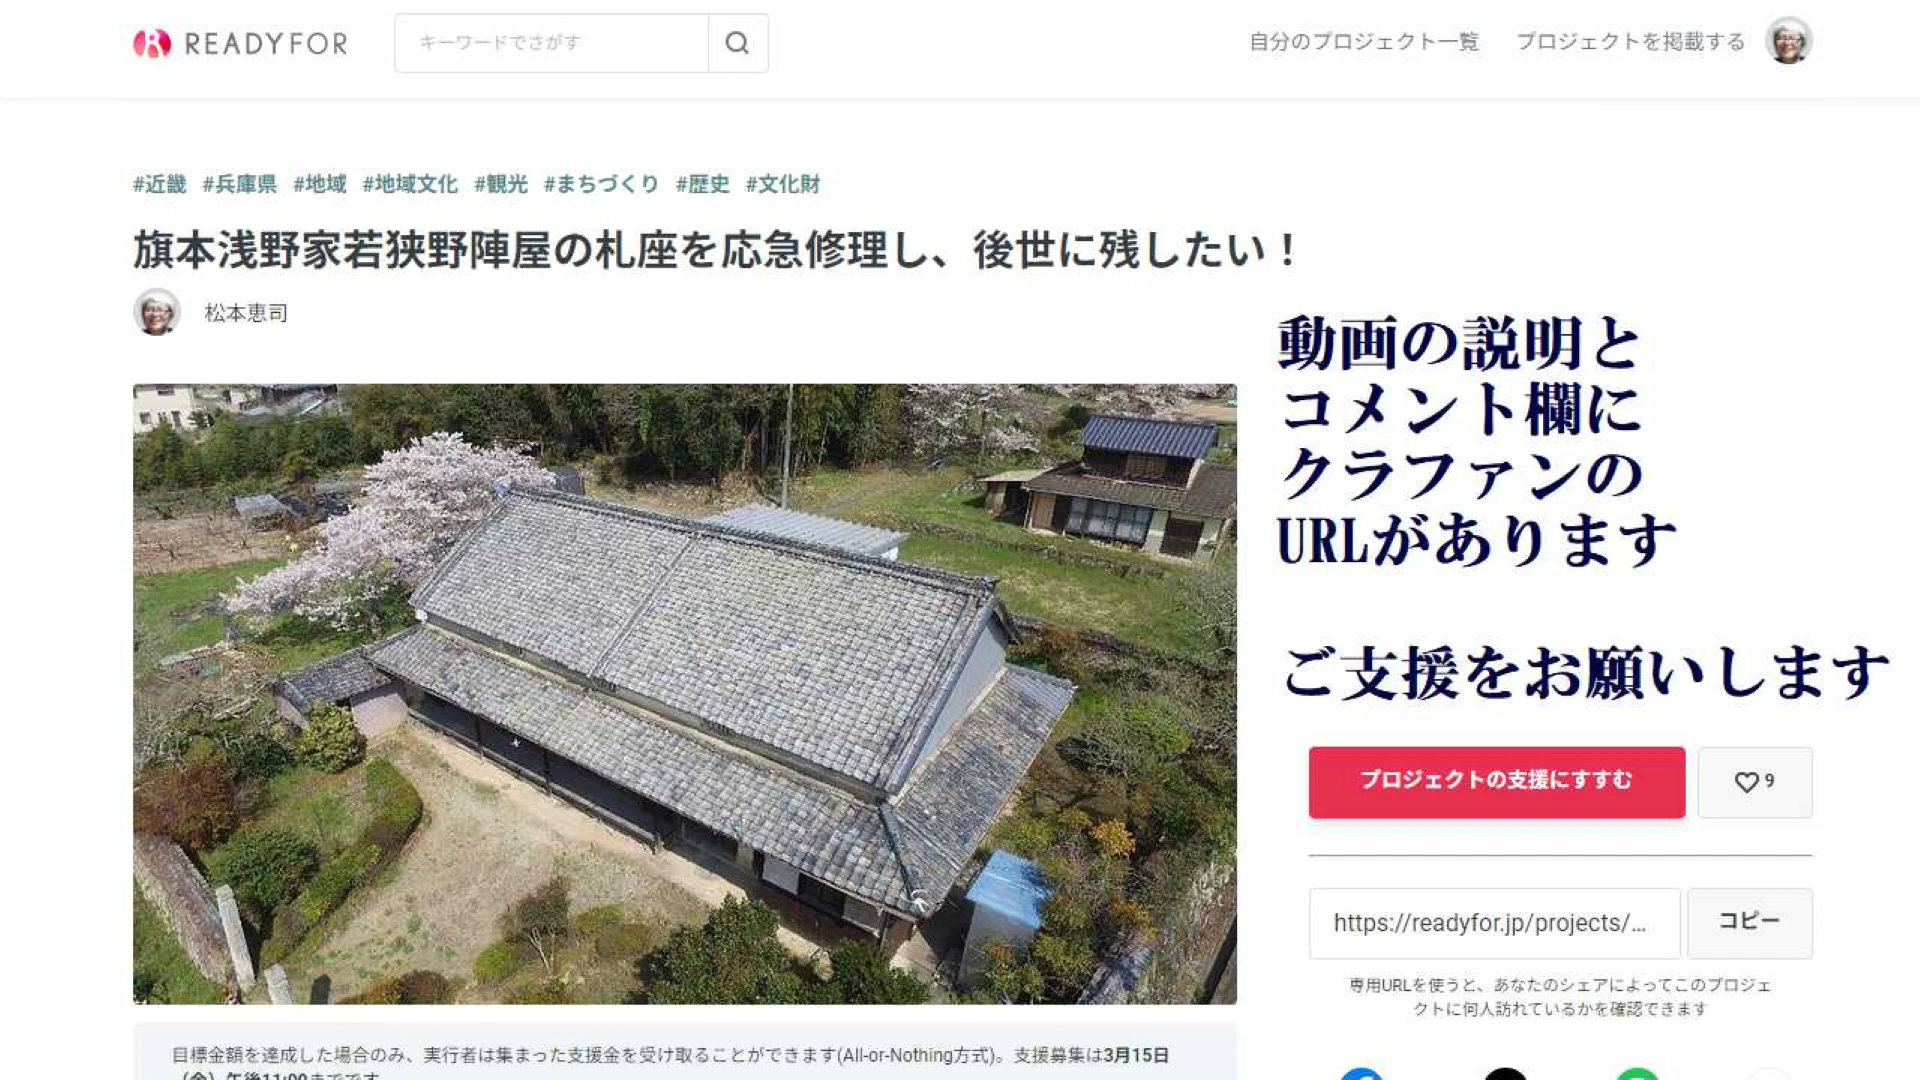 READYFOR
キーワードでさがす
自分のプロジェクト一覧
プロジェクトを掲載する
#近畿 #兵庫県 #地域 #地域文化 #観光 #まちづくり #歴史 #文化財
旗本浅野家若狭野陣屋の札座を応急修理し、後世に残したい！
松本恵司
動画の説明と
コメント欄に
クラファンの
URLがあります
ご支援をお願いします
プロジェクトの支援にすすむ
9
https://readyfor.jp/projects/...
コピー
専用URLを使うと、あなたのシェアによってこのプロジェ
クトに何人訪れているかを確認できます
目標金額を達成した場合のみ、実行者は集まった支援金を受け取ることができます(All-or-Nothing方式)。支援募集は3月15日
（金）午後11:00までです。